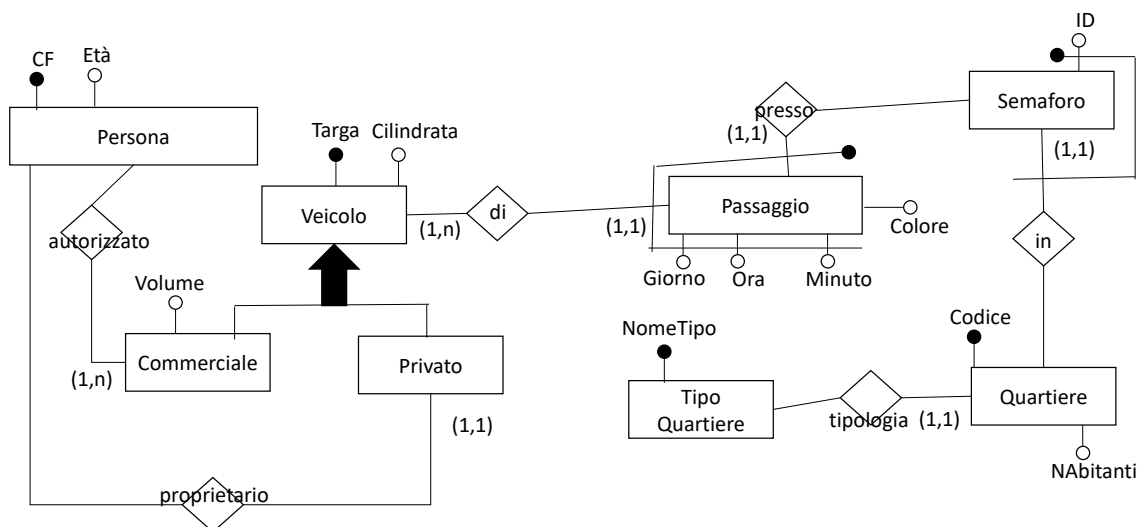 ID
CF
Età
Persona
Semaforo
presso
(1,1)
(1,1)
Targa
Cilindrata
Veicolo
(1,n)
di
(1,1)
Passaggio
Colore
autorizzato
in
Giorno
Ora
Minuto
Volume
NomeTipo
Codice
Commerciale
Privato
(1,n)
Tipo
Quartiere
tipologia
(1,1)
Quartiere
(1,1)
NAbitanti
proprietario